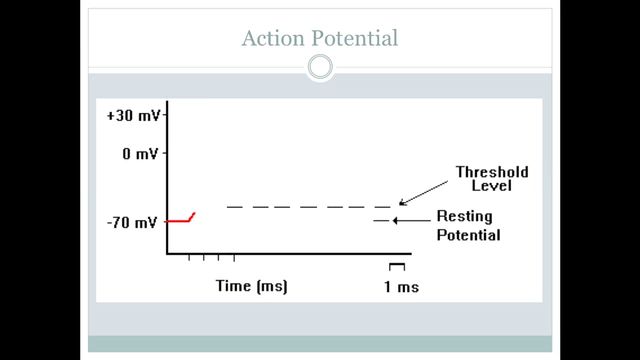 Action Potential
+30 mV
0 mV
Threshold
Level
-70 mV
Resting
Potential
Time (ms)
1 ms